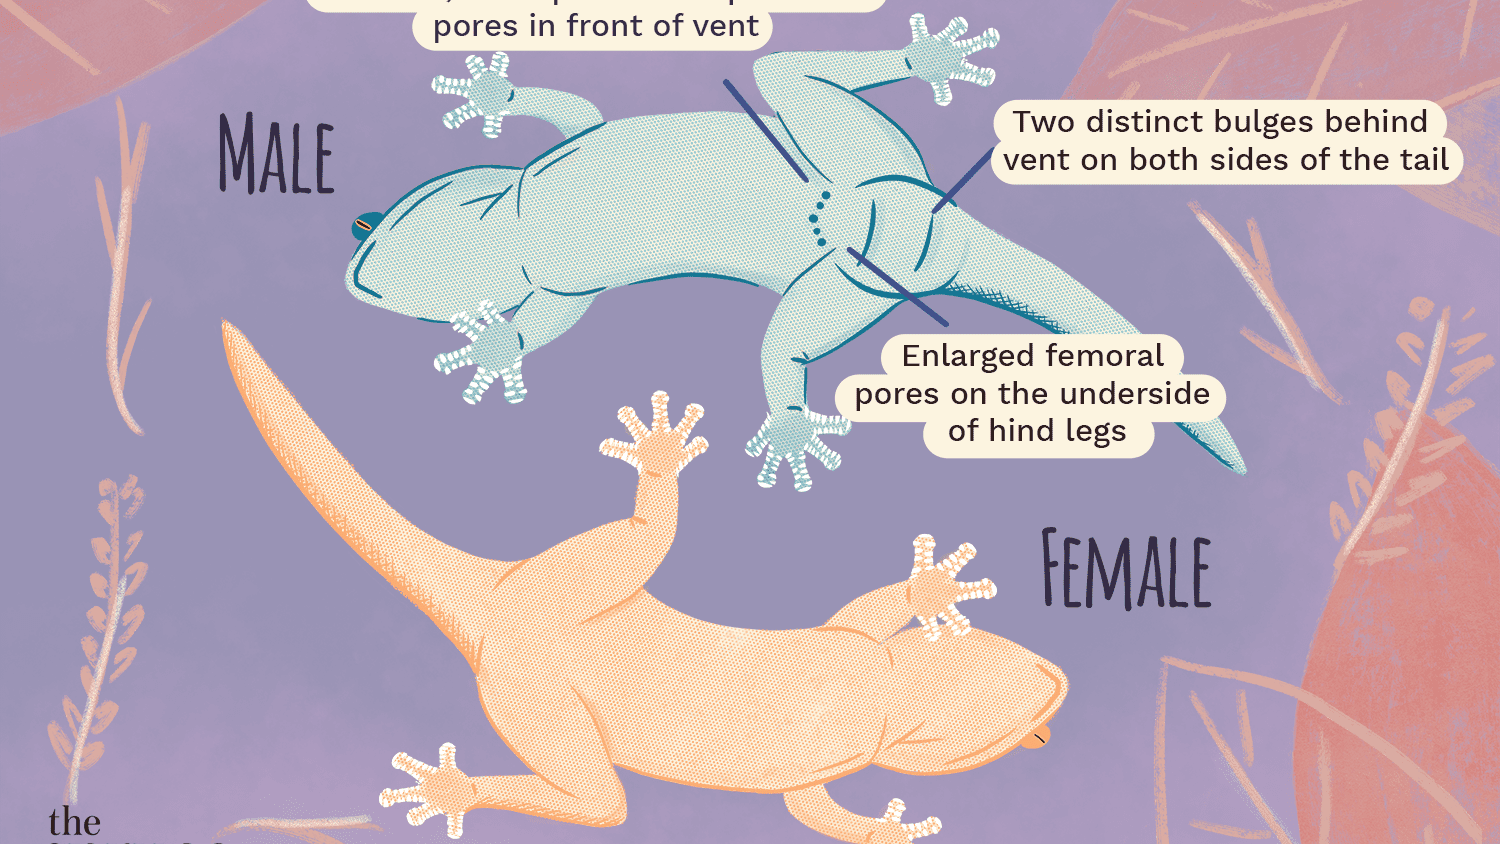 pores in front of vent
MALE
Two distinct bulges behind
vent on both sides of the tail
Enlarged femoral
pores on the underside
of hind legs
FEMALE
the